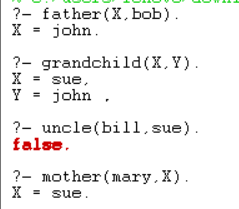 ?- father(X,bob).
X = john.
?- grandchild(X,Y).
X = sue,
Y = john ,
?- uncle(bill,sue).
false.
?- mother(mary,X).
X = sue.